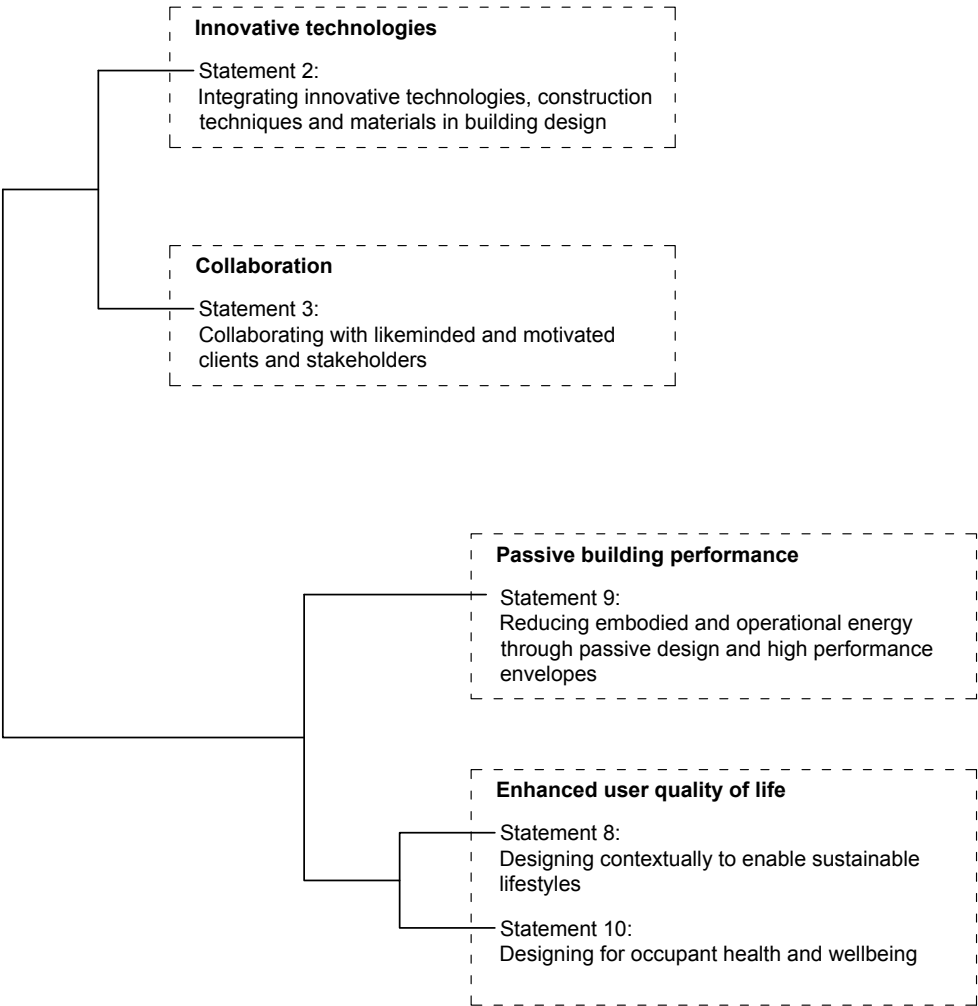 Innovative technologies
Statement 2:
Integrating innovative technologies, construction
techniques and materials in building design
Collaboration
Statement 3:
Collaborating with likeminded and motivated
clients and stakeholders
Passive building performance
Statement 9:
Reducing embodied and operational energy
through passive design and high performance
envelopes
Enhanced user quality of life
Statement 8:
Designing contextually to enable sustainable
lifestyles
Statement 10:
Designing for occupant health and wellbeing